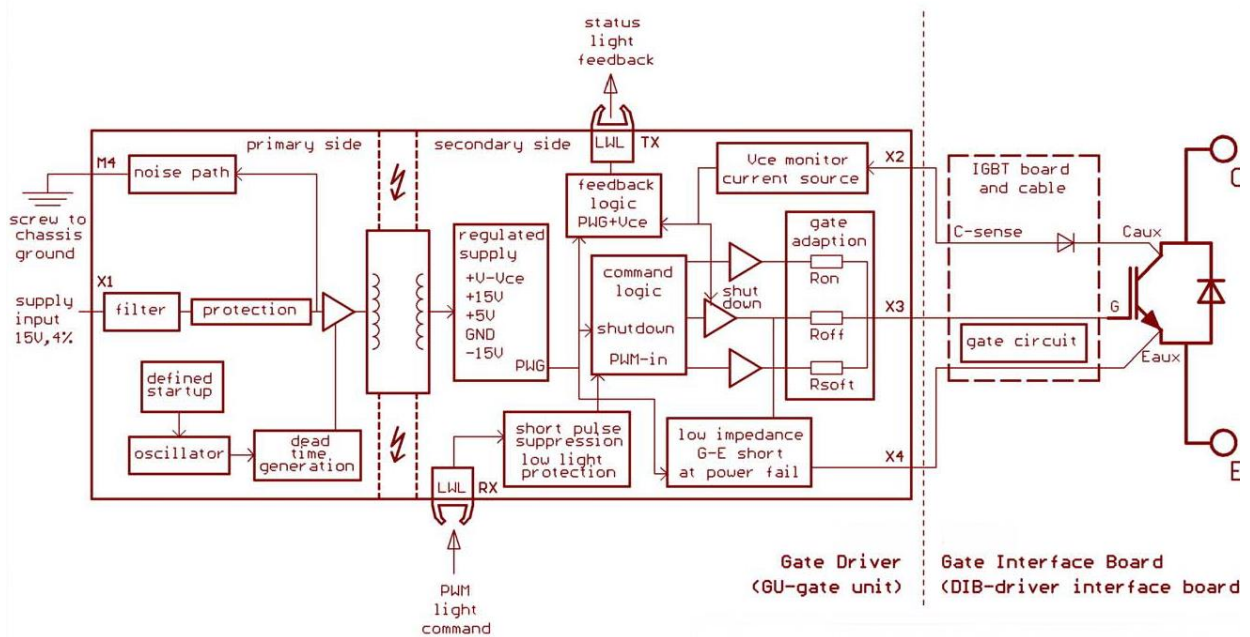 status
light
feedback
LWL
TX
primary side
secondary side
M4
noise path
screw to
chassis
ground
feedback
logic
PWG+Vce
Vce monitor
current source
X2
IGBT board
and cable
C
C-sense
Caux
regulated
supply
+V-Vce
+15V
+5V
GND
-15V
PWG
gate
adaption
Ron
Roff
Rsoft
command
logic
shutdown
PWM-in
shut
down
X1
supply
input
15V,4%
filter
protection
X3
G
gate circuit
Eaux
defined
startup
oscillator
dead
time
generation
short pulse
suppression
low light
protection
low impedance
G-E short
at power fail
X4
E
LWL
RX
PWM
light
command
Gate Driver
(GU-gate unit)
Gate Interface Board
(DIB-driver interface board